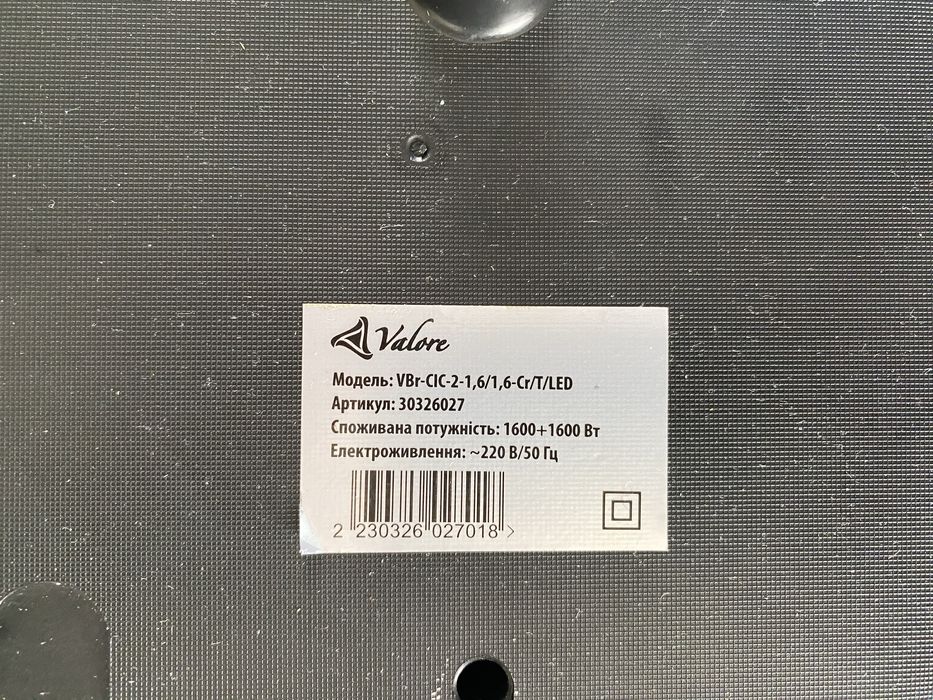 Valore
Модель: VBr-CIC-2-1,6/1,6-Cr/T/LED
Артикул: 30326027
Споживана потужність: 1600+1600 Вт
Електроживлення: ~220 В/50 Гц
2 230326 027018 >